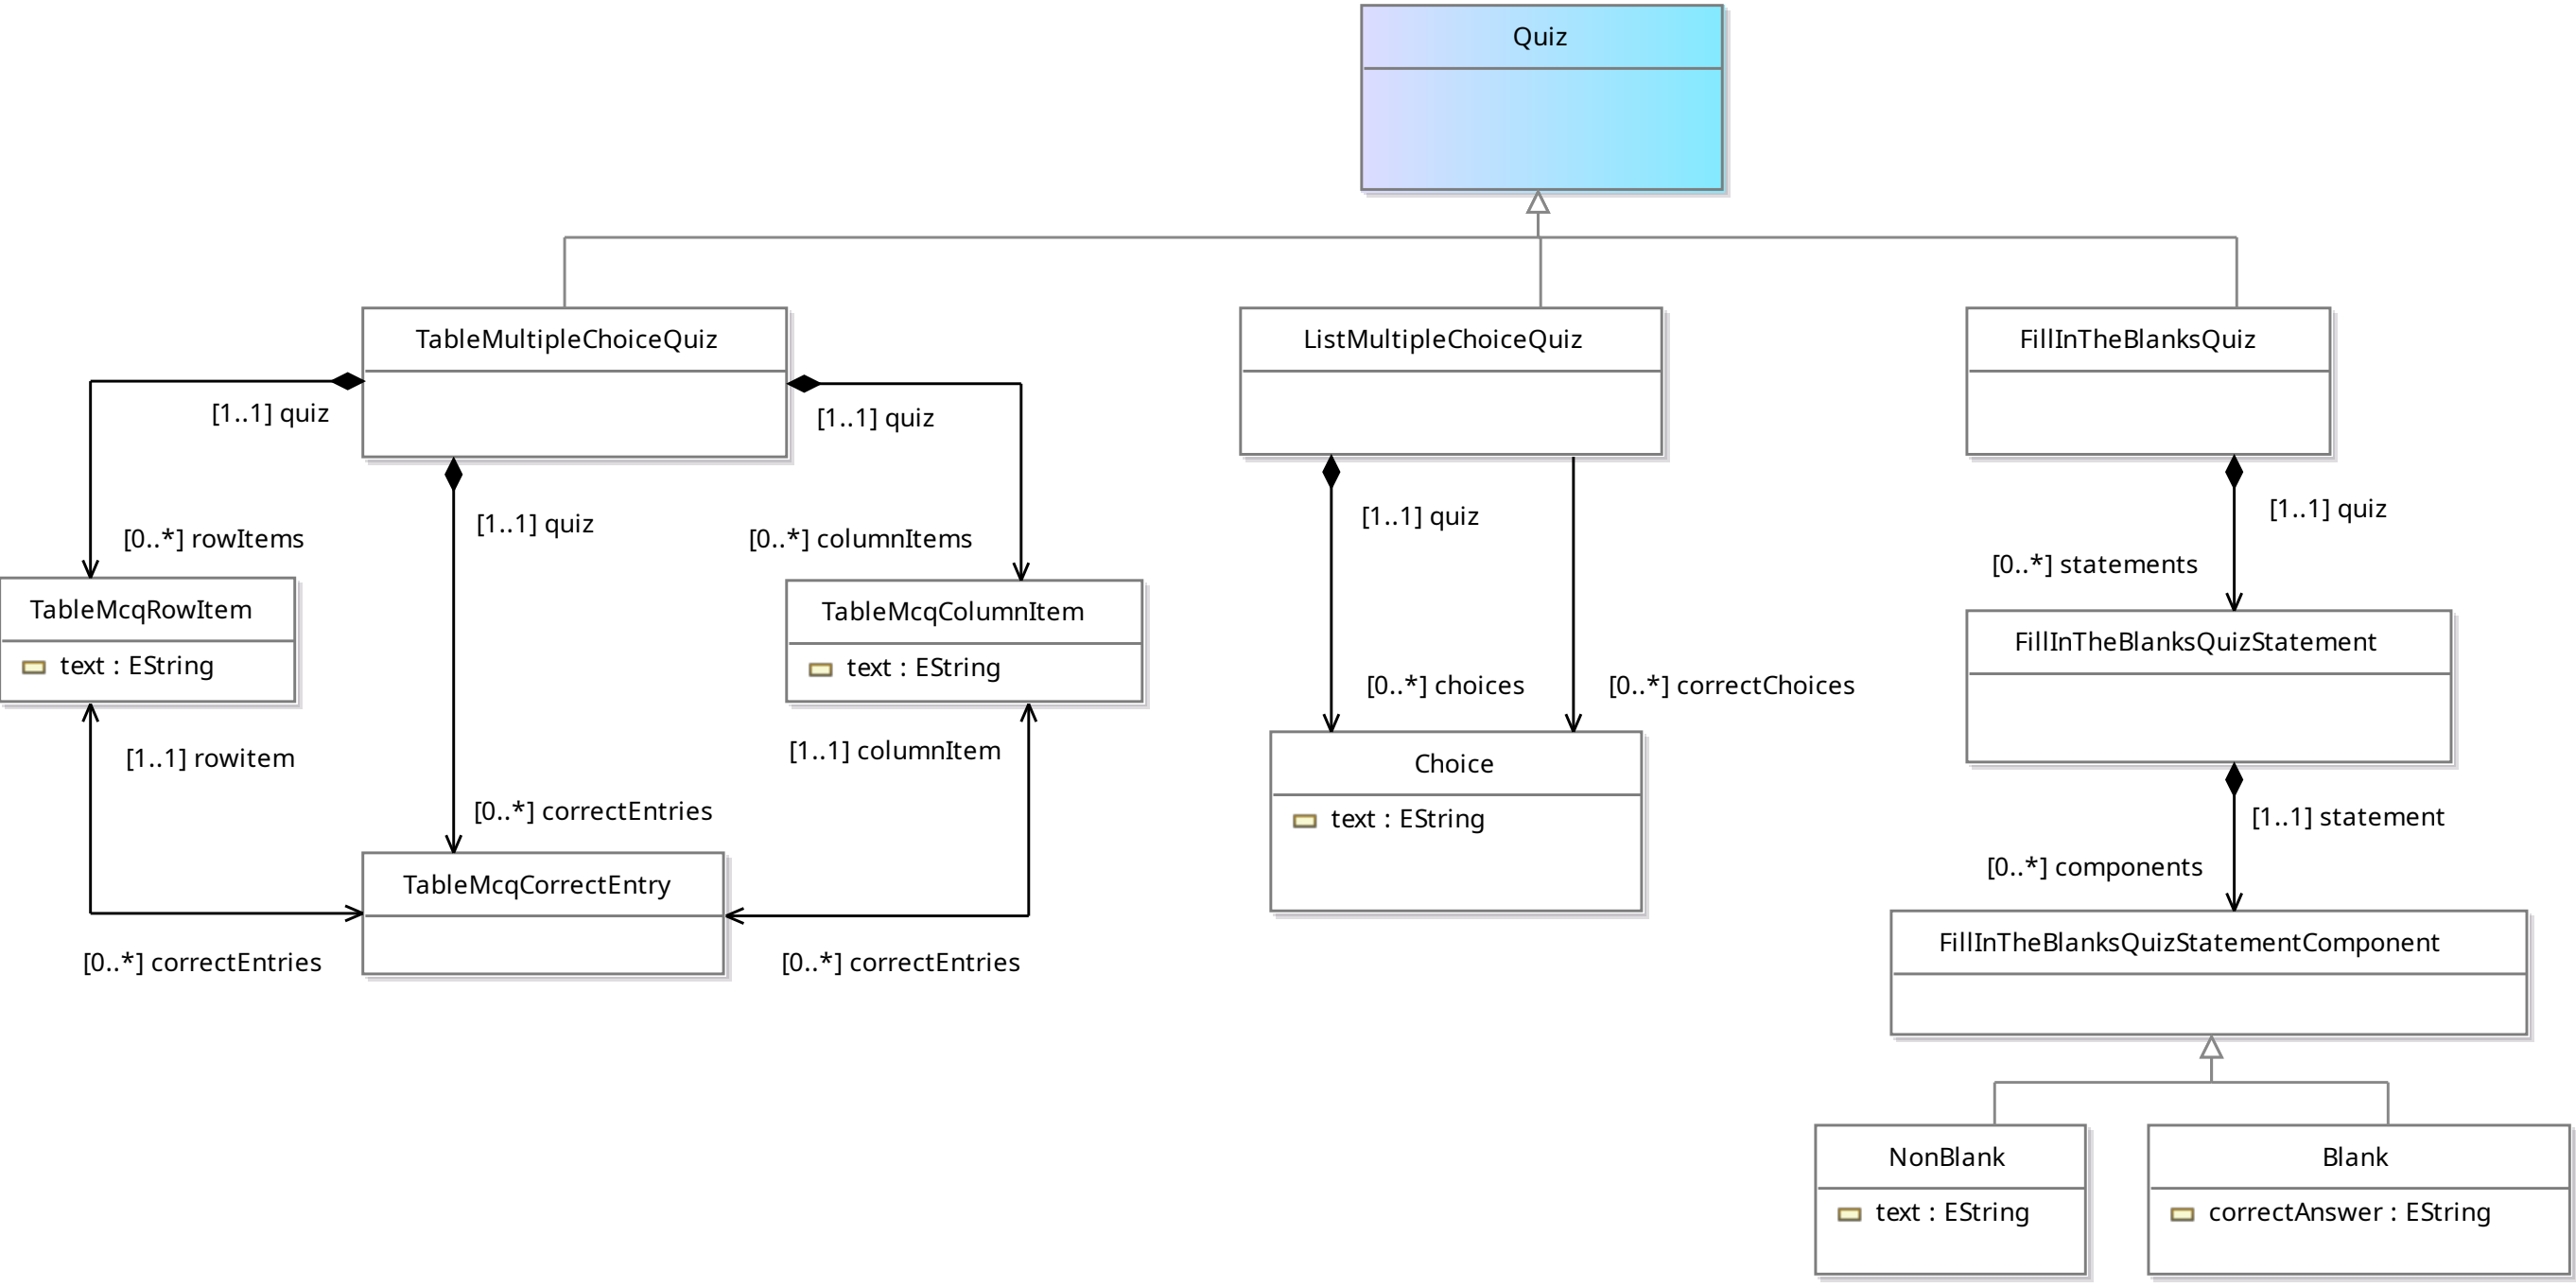 Quiz
TableMultipleChoiceQuiz
ListMultipleChoiceQuiz
FillInTheBlanksQuiz
[1..1] quiz
[1..1] quiz
[1..1] quiz
[1..1] quiz
[1..1] quiz
[0..*] rowItems
[0..*] columnItems
[0..*] statements
TableMcqRowItem
text : EString
TableMcqColumnItem
text : EString
FillInTheBlanksQuizStatement
[0..*] choices
[0..*] correctChoices
[1..1] rowitem
[1..1] columnItem
Choice
text : EString
[0..*] correctEntries
[1..1] statement
[0..*] components
TableMcqCorrectEntry
[0..*] correctEntries
[0..*] correctEntries
FillInTheBlanksQuizStatementComponent
NonBlank
text : EString
Blank
correctAnswer : EString